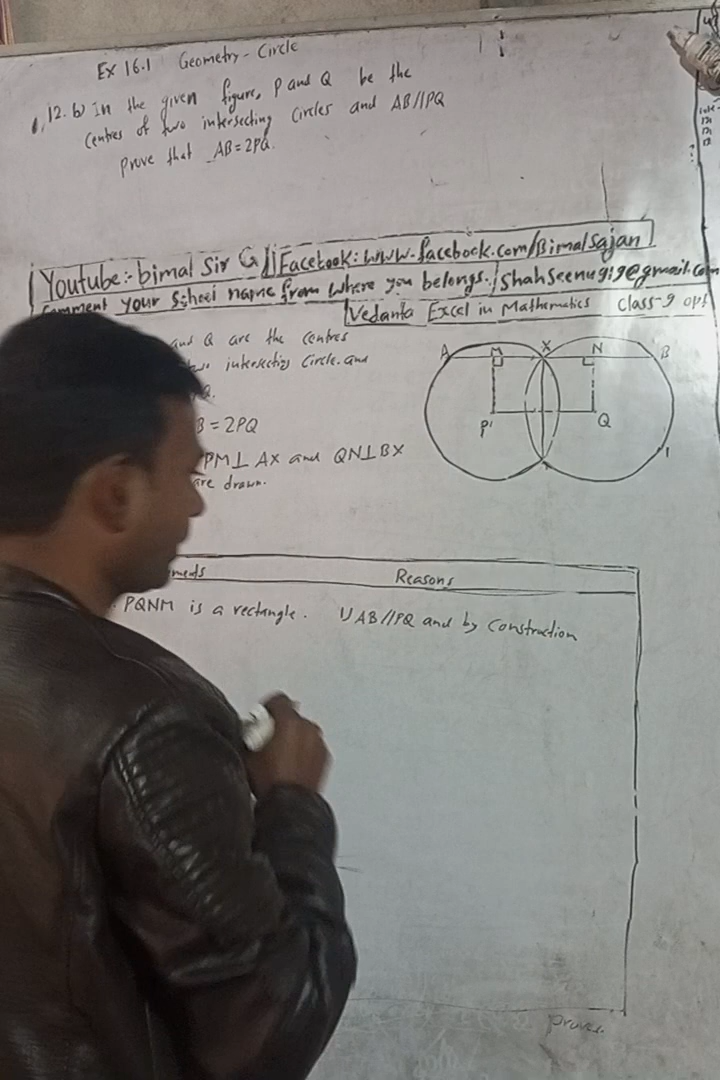 Ex 16.1 Geometry - Circle
12. b) In the given figure, P and Q be the
centres of two intersecting circles and AB//PQ
prove that AB = 2PQ.
Youtube:- bimal Sir G Facebook: www.facebook.com/Bimalsajan
comment your School name from where you belongs.
Vedanta Excel in Mathematics class-9 opt
and Q are the centres
intersecting Circle. and
= 2PQ
PM⊥ AX and QN⊥BX
are drawn.
A M X N B
P Q
Reasons
PQNM is a rectangle. 1) AB//PQ and by Construction